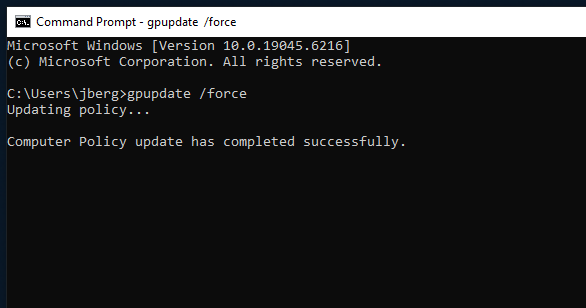 Command Prompt - gpupdate /force
Microsoft Windows [Version 10.0.19045.6216]
(c) Microsoft Corporation. All rights reserved.
C:\Users\jberg>gpupdate /force
Updating policy...
Computer Policy update has completed successfully.